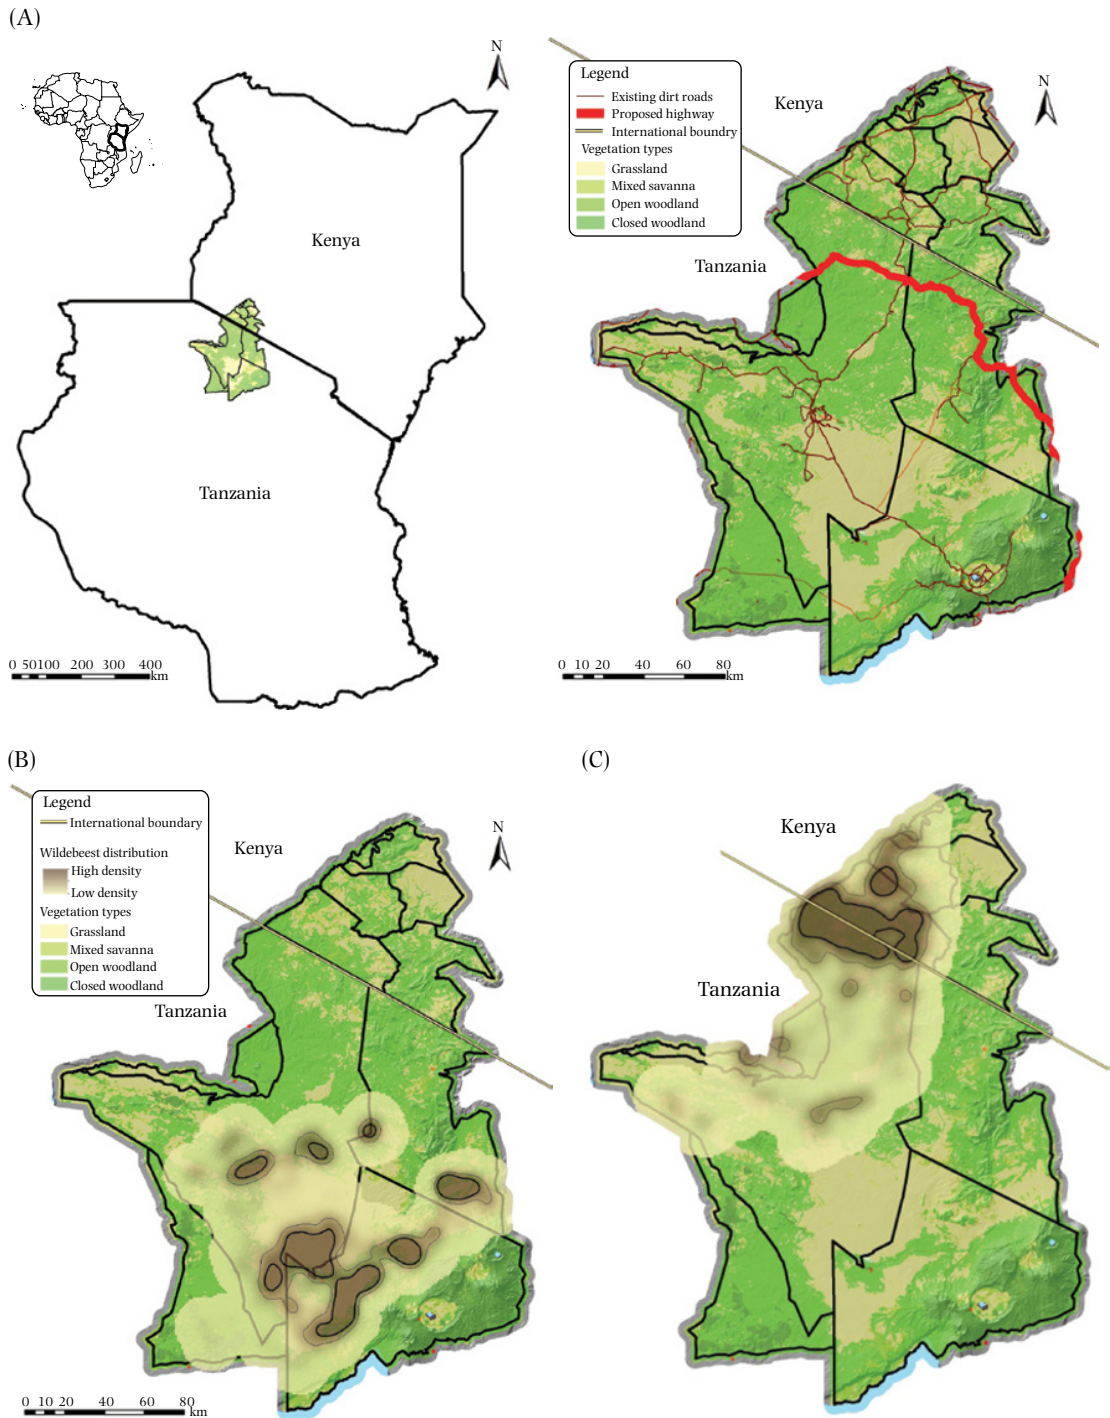 (A)
N
Kenya
Tanzania
0 50100 200 300 400
km
Legend
Existing dirt roads
Proposed highway
International boundry
Vegetation types
Grassland
Mixed savanna
Open woodland
Closed woodland
Kenya
N
Tanzania
0 10 20 40 60 80
km
(B)
Legend
International boundary
Wildebeest distribution
High density
Low density
Vegetation types
Grassland
Mixed savanna
Open woodland
Closed woodland
Kenya
N
Tanzania
0 10 20 40 60 80
km
(C)
Kenya
Tanzania